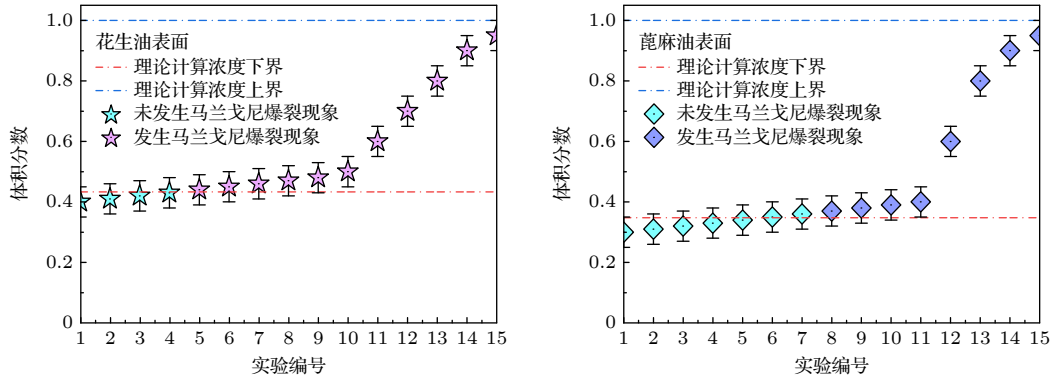 1.0
0.8
0.6
0.4
0.2
0
体积分数
花生油表面
理论计算浓度下界
理论计算浓度上界
未发生马兰戈尼爆裂现象
发生马兰戈尼爆裂现象
1 2 3 4 5 6 7 8 9 10 11 12 13 14 15
实验编号
1.0
0.8
0.6
0.4
0.2
0
体积分数
蓖麻油表面
理论计算浓度下界
理论计算浓度上界
未发生马兰戈尼爆裂现象
发生马兰戈尼爆裂现象
1 2 3 4 5 6 7 8 9 10 11 12 13 14 15
实验编号